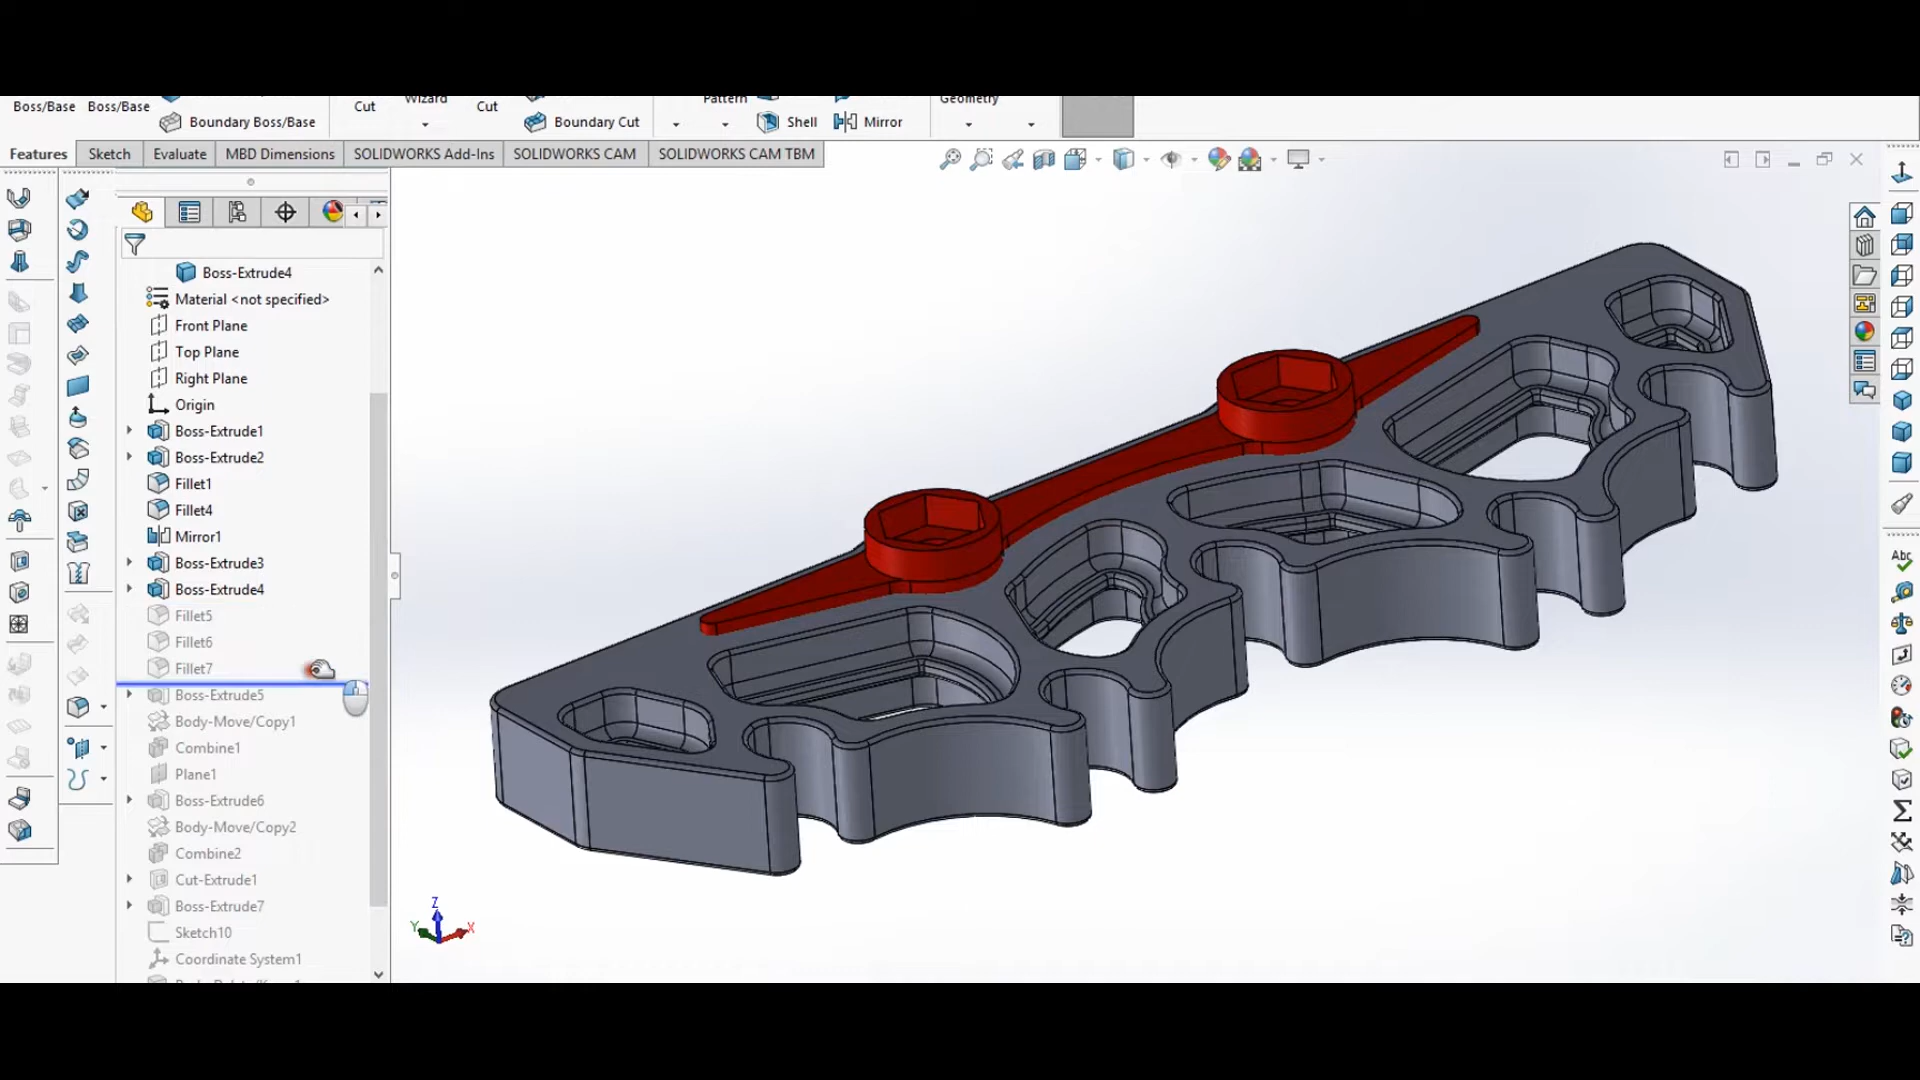 Boss/Base Boss/Base
Boundary Boss/Base
Cut
Wizard
Cut
Boundary Cut
Pattern
Shell
Mirror
Geometry
Features Sketch Evaluate MBD Dimensions SOLIDWORKS Add-Ins SOLIDWORKS CAM SOLIDWORKS CAM TBM
Boss-Extrude4
Material <not specified>
Front Plane
Top Plane
Right Plane
Origin
Boss-Extrude1
Boss-Extrude2
Fillet1
Fillet4
Mirror1
Boss-Extrude3
Boss-Extrude4
Fillet5
Fillet6
Fillet7
Boss-Extrude5
Body-Move/Copy1
Combine1
Plane1
Boss-Extrude6
Body-Move/Copy2
Combine2
Cut-Extrude1
Boss-Extrude7
Sketch10
Coordinate System1
Z
Y X
Abc